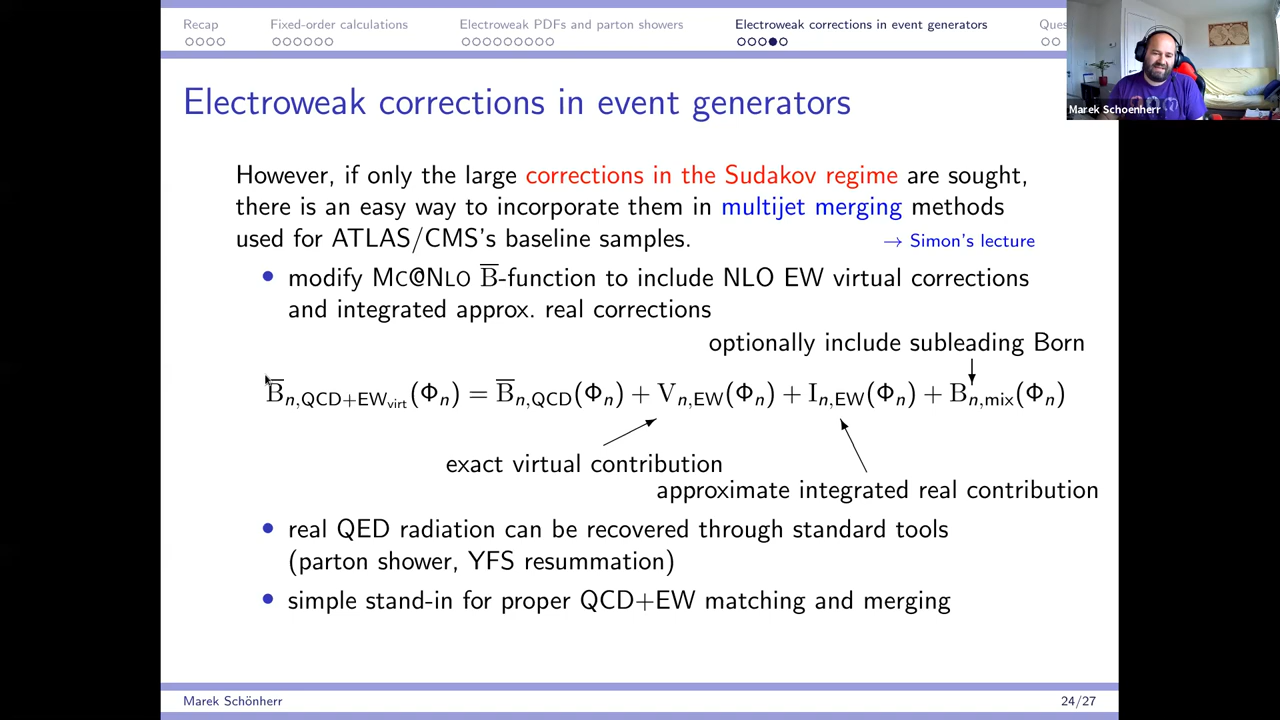 Recap Fixed-order calculations Electroweak PDFs and parton showers Electroweak corrections in event generators
Marek Schoenherr
Electroweak corrections in event generators
However, if only the large corrections in the Sudakov regime are sought,
there is an easy way to incorporate them in multijet merging methods
used for ATLAS/CMS's baseline samples. → Simon's lecture
• modify MC@NLO B̅-function to include NLO EW virtual corrections
and integrated approx. real corrections
optionally include subleading Born
B̅n,QCD+EWvirt(Φn) = B̅n,QCD(Φn) + Vn,EW(Φn) + In,EW(Φn) + Bn,mix(Φn)
exact virtual contribution
approximate integrated real contribution
• real QED radiation can be recovered through standard tools
(parton shower, YFS resummation)
• simple stand-in for proper QCD+EW matching and merging
Marek Schönherr 24/27